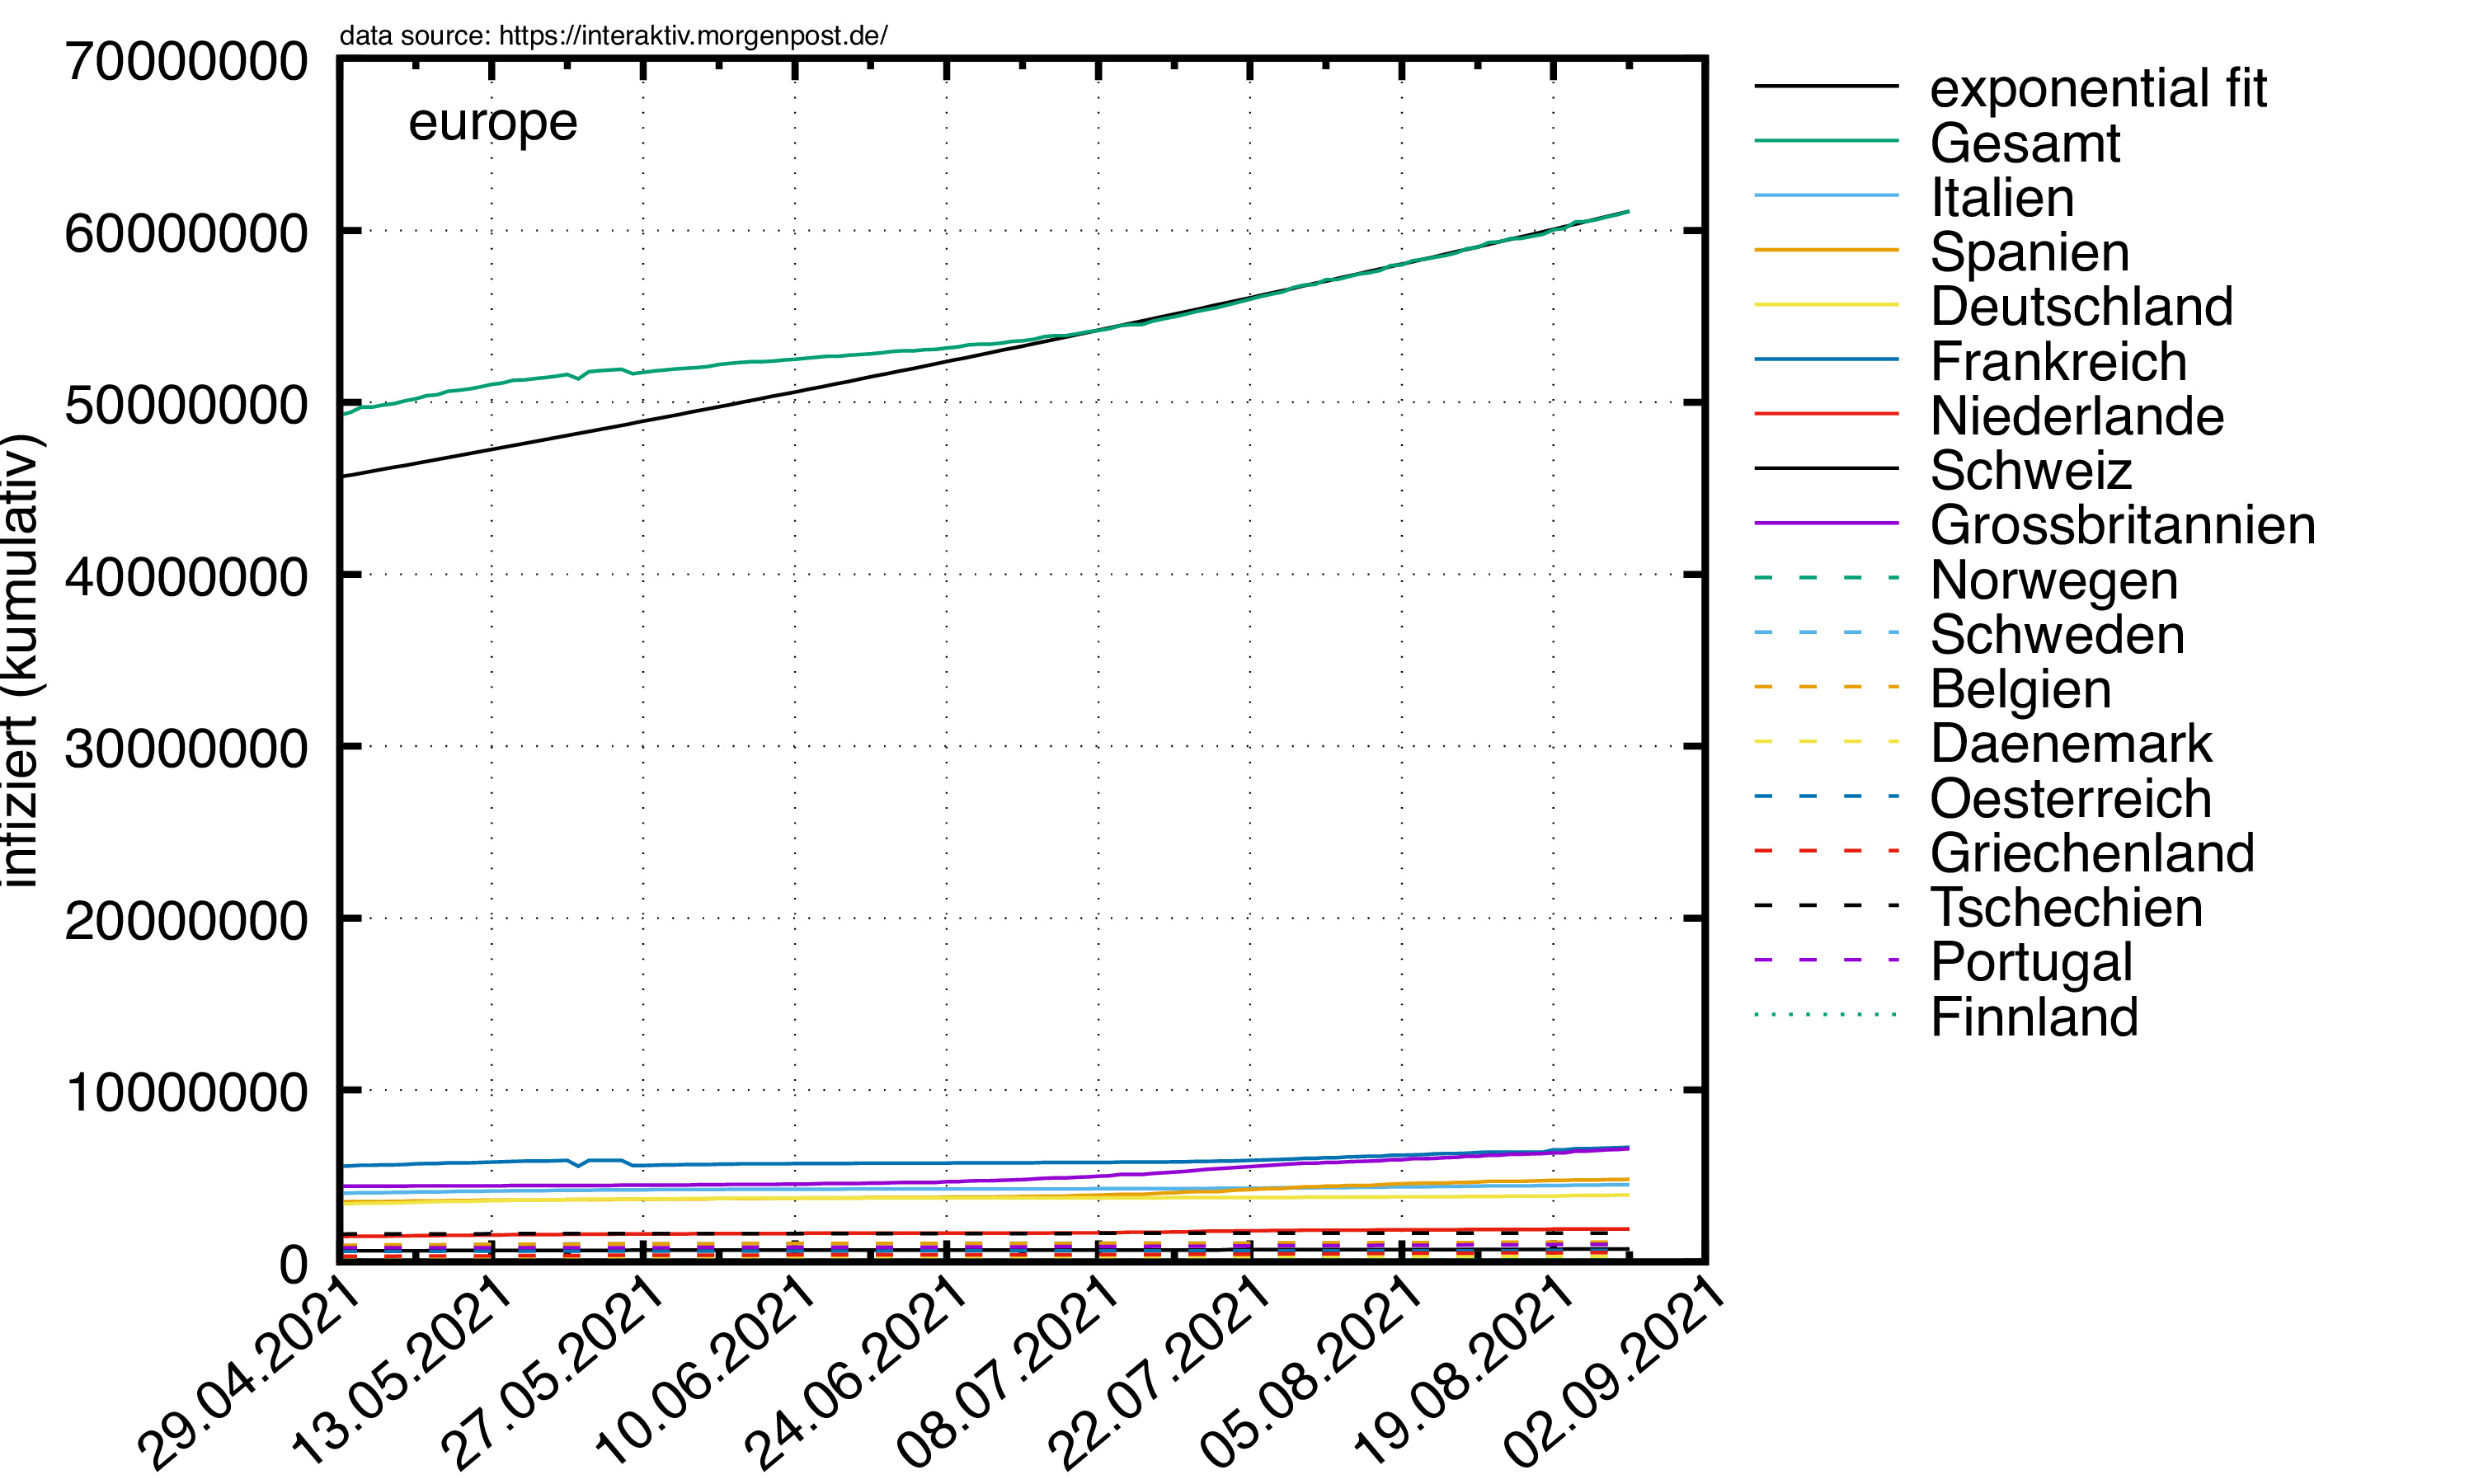 data source: https://interaktiv.morgenpost.de/
europe
infiziert (kumulativ)
70000000
60000000
50000000
40000000
30000000
20000000
10000000
0
29.04.2021
13.05.2021
27.05.2021
10.06.2021
24.06.2021
08.07.2021
22.07.2021
05.08.2021
19.08.2021
02.09.2021
exponential fit
Gesamt
Italien
Spanien
Deutschland
Frankreich
Niederlande
Schweiz
Grossbritannien
Norwegen
Schweden
Belgien
Daenemark
Oesterreich
Griechenland
Tschechien
Portugal
Finnland